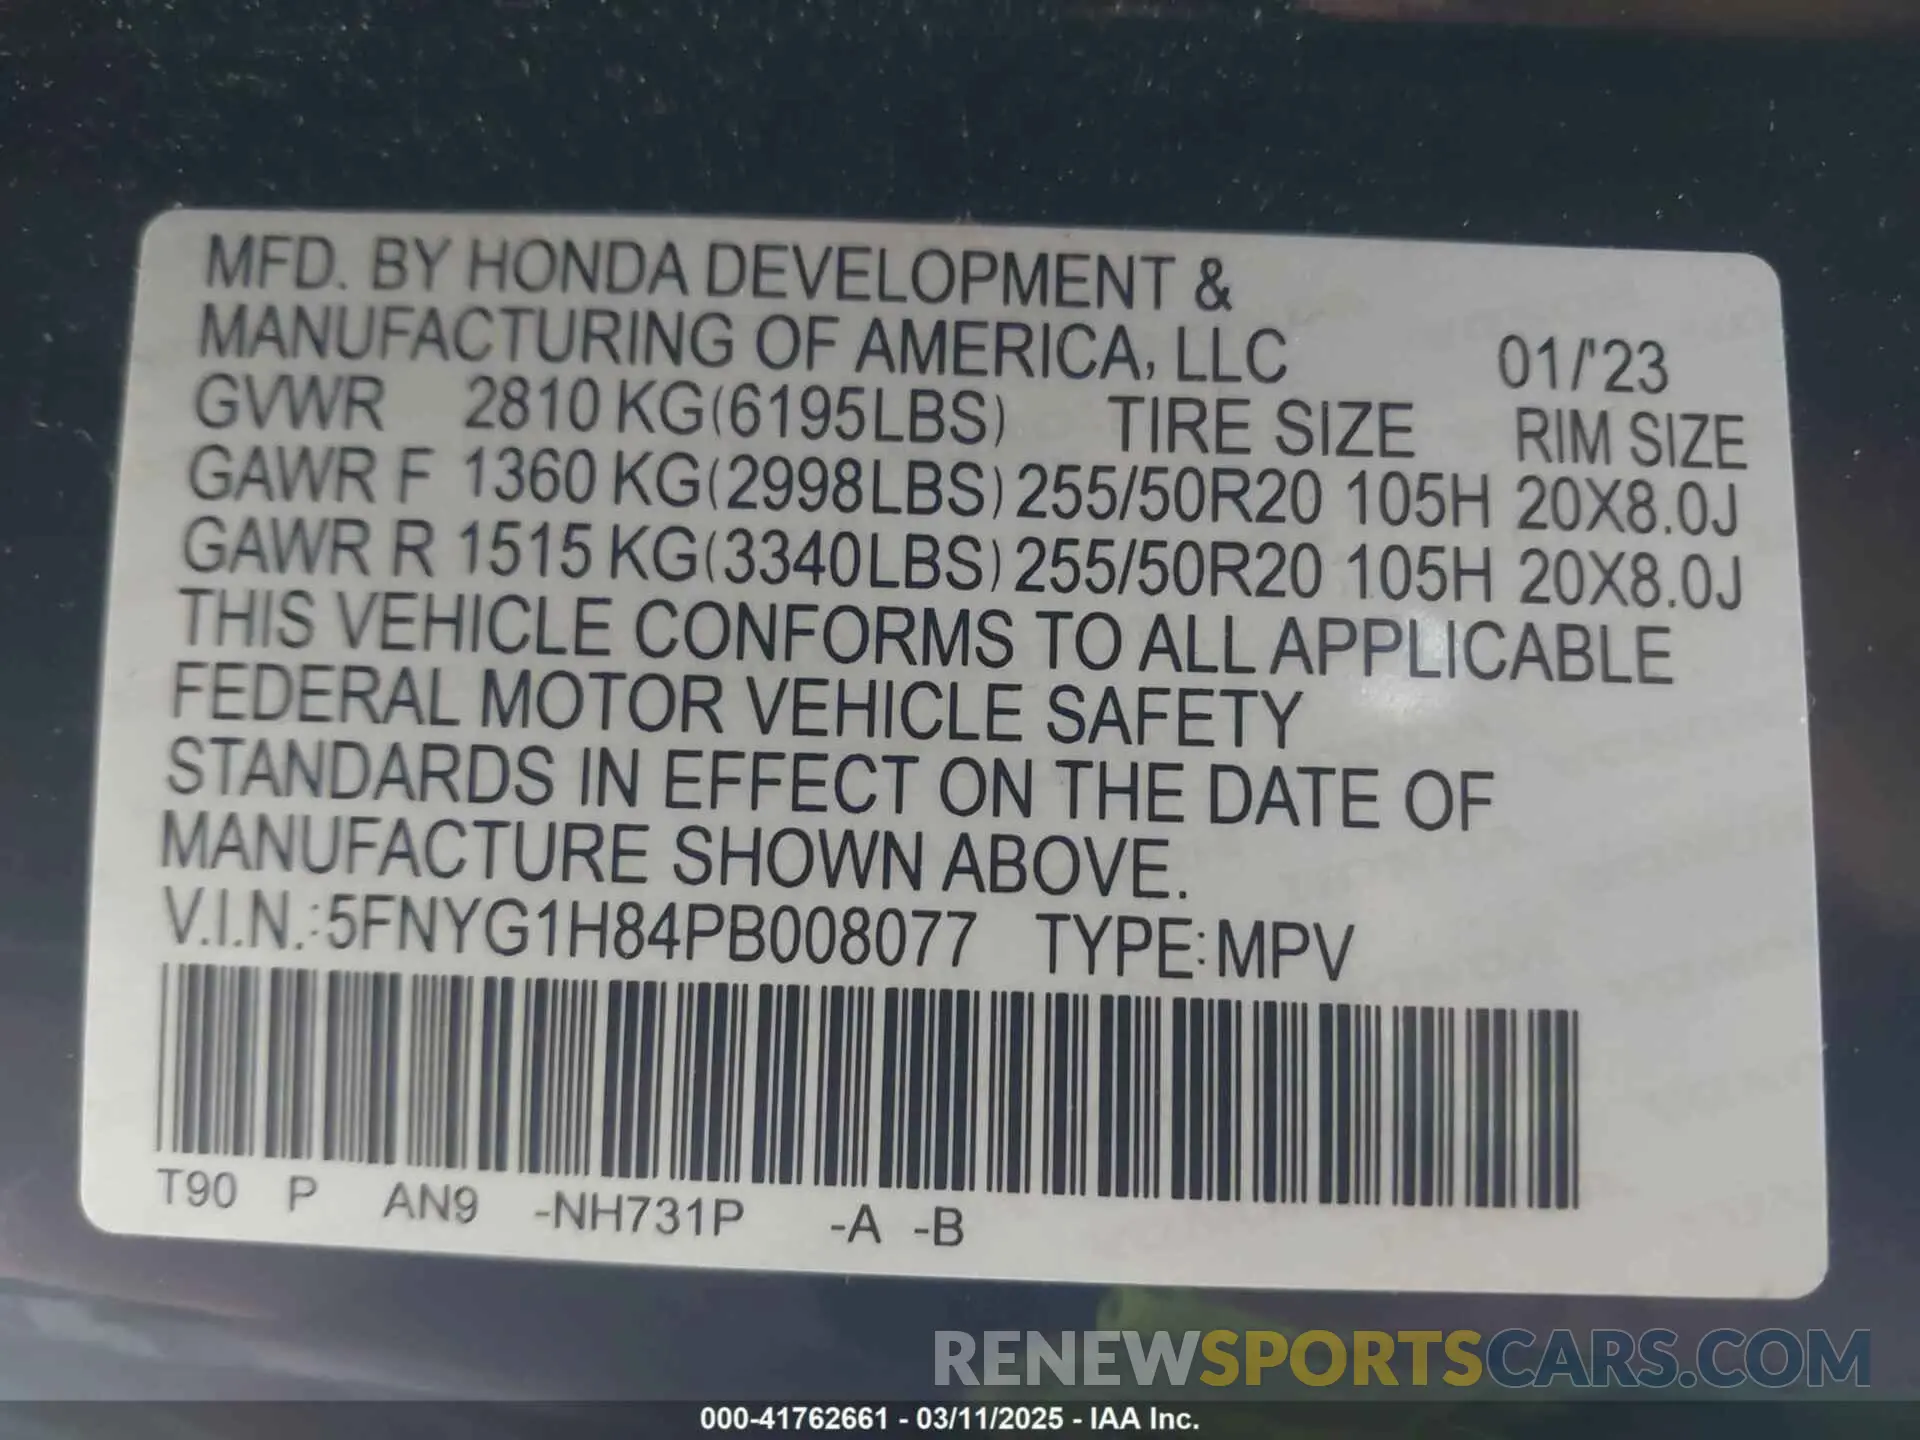 MFD. BY HONDA DEVELOPMENT &
MANUFACTURING OF AMERICA, LLC 01/'23
GVWR 2810 KG(6195LBS) TIRE SIZE RIM SIZE
GAWR F 1360 KG(2998LBS) 255/50R20 105H 20X8.0J
GAWR R 1515 KG(3340LBS) 255/50R20 105H 20X8.0J
THIS VEHICLE CONFORMS TO ALL APPLICABLE
FEDERAL MOTOR VEHICLE SAFETY
STANDARDS IN EFFECT ON THE DATE OF
MANUFACTURE SHOWN ABOVE.
V.I.N.:5FNYG1H84PB008077 TYPE:MPV
T90 P AN9 -NH731P -A -B
RENEWSPORTSCARS.COM
000-41762661 - 03/11/2025 - IAA Inc.